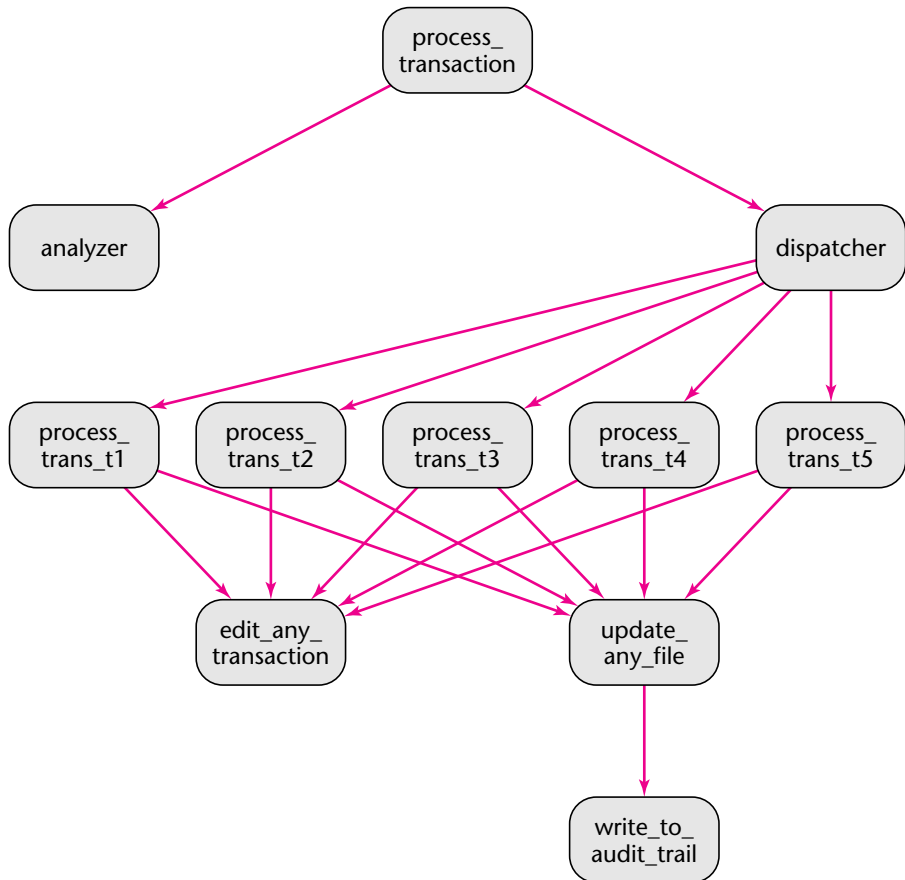 process_
transaction
analyzer
dispatcher
process_
trans_t1
process_
trans_t2
process_
trans_t3
process_
trans_t4
process_
trans_t5
edit_any_
transaction
update_
any_file
write_to_
audit_trail